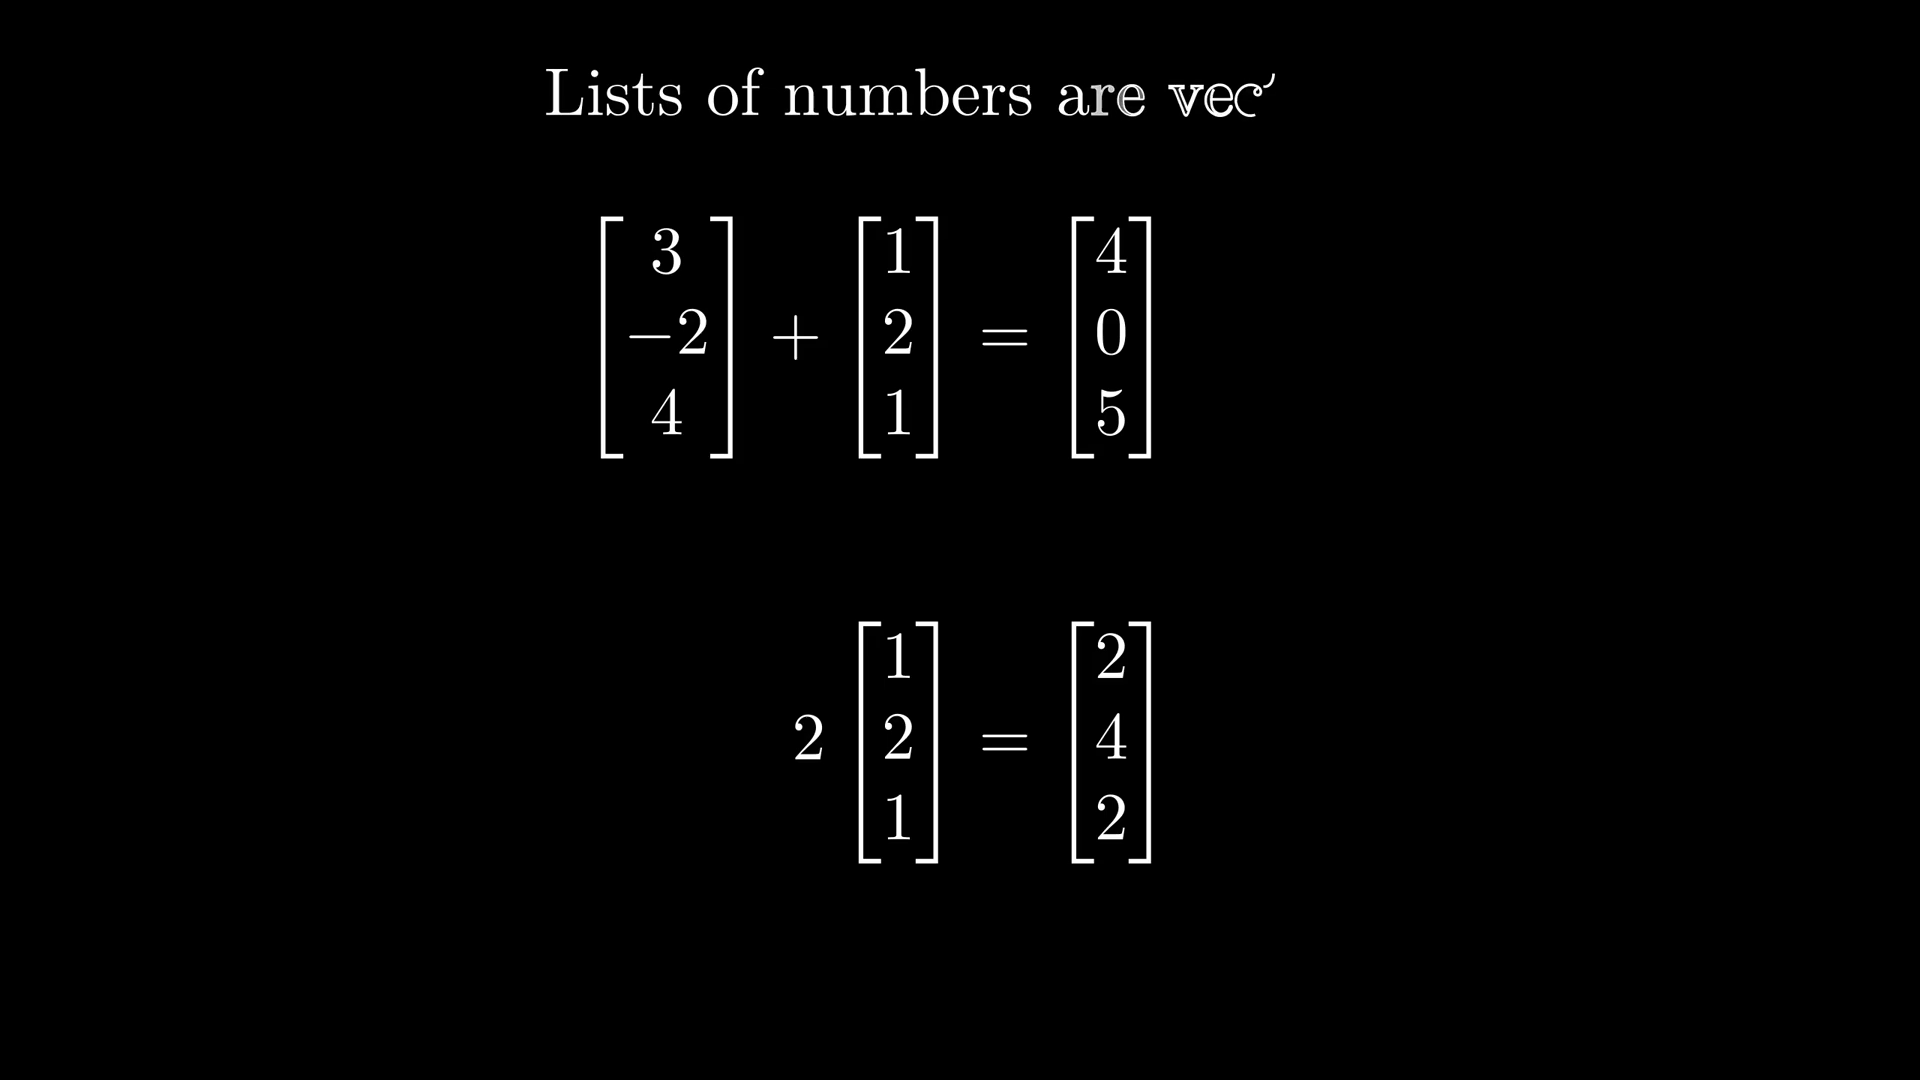 Lists of numbers are vec
[3 −2 4] + [1 2 1] = [4 0 5]
2 [1 2 1] = [2 4 2]